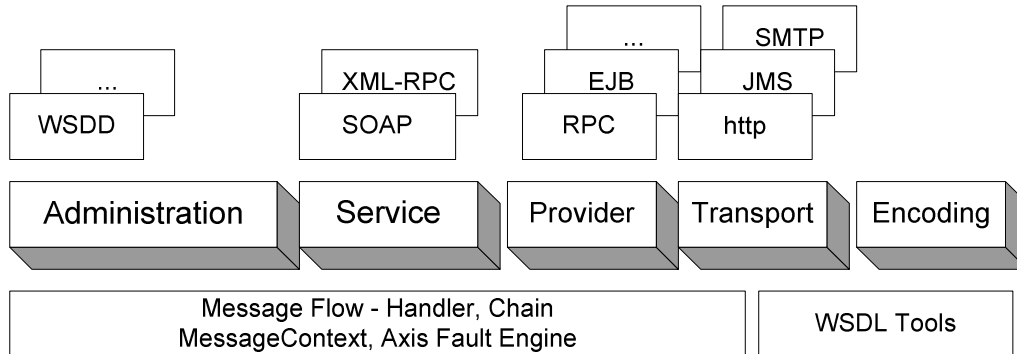 ...
SMTP
...
XML-RPC
EJB
JMS
WSDD
SOAP
RPC
http
Administration
Service
Provider
Transport
Encoding
Message Flow - Handler, Chain
MessageContext, Axis Fault Engine
WSDL Tools